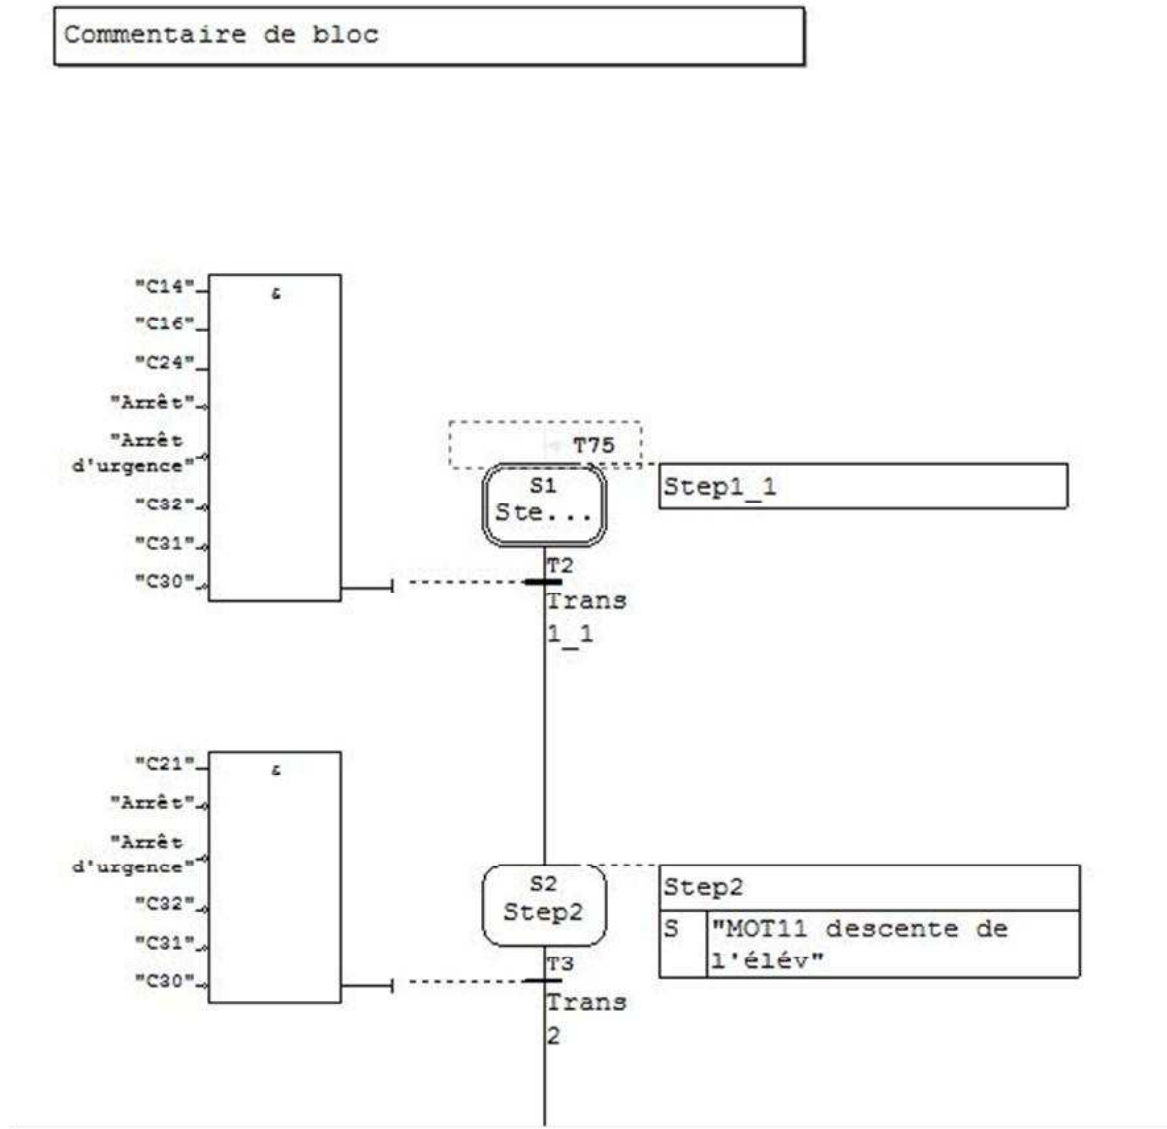 Commentaire de bloc
"C14"
&
"C16"
"C24"
"Arrêt"
"Arrêt
d'urgence"
"C32"
"C31"
"C30"
T75
S1
Ste...
Step1_1
T2
Trans
1_1
"C21"
&
"Arrêt"
"Arrêt
d'urgence"
"C32"
"C31"
"C30"
S2
Step2
Step2
S "MOT11 descente de
l'élév"
T3
Trans
2